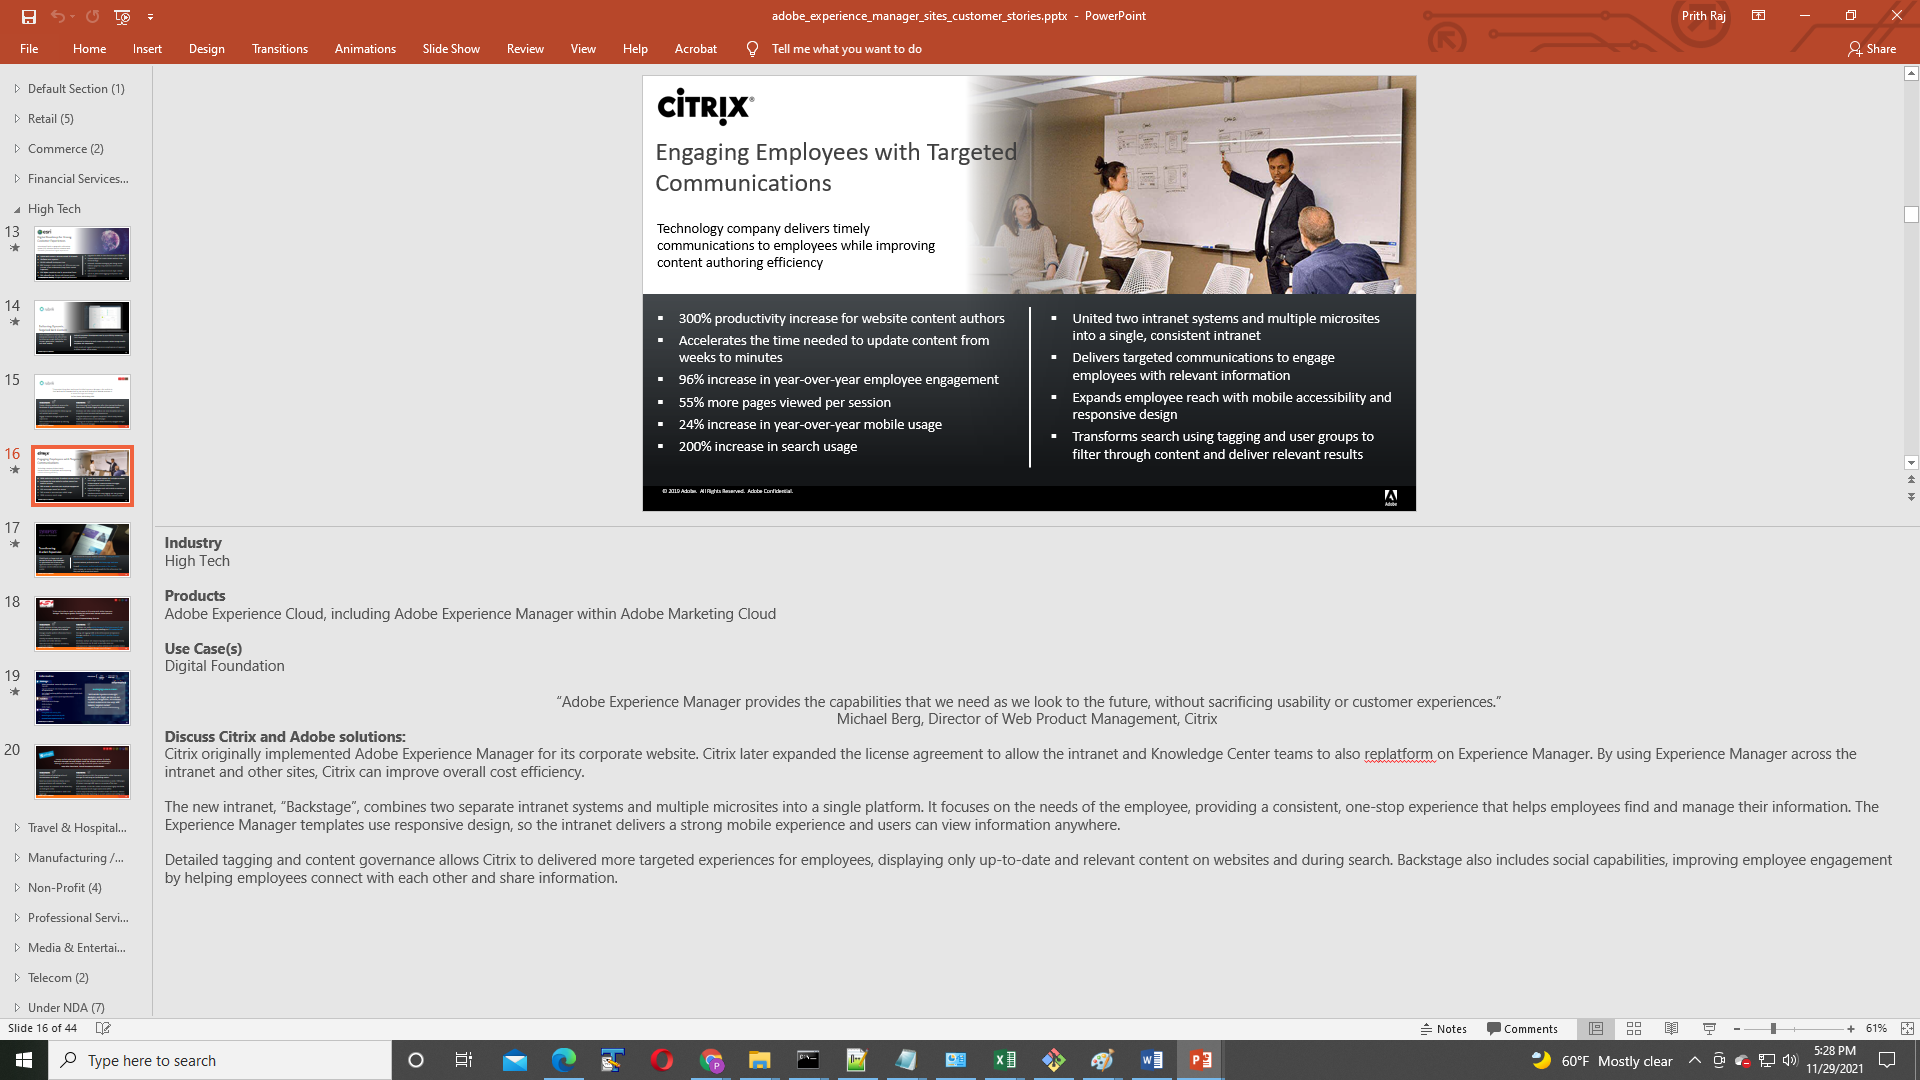 adobe_experience_manager_sites_customer_stories.pptx - PowerPoint
Prith Raj
File Home Insert Design Transitions Animations Slide Show Review View Help Acrobat Tell me what you want to do
Share
Default Section (1)
Retail (5)
Commerce (2)
Financial Services...
High Tech
13
14
15
16
17
18
19
20
Travel & Hospital...
Manufacturing /...
Non-Profit (4)
Professional Servi...
Media & Entertai...
Telecom (2)
Under NDA (7)
CITRIX®
Engaging Employees with Targeted
Communications
Technology company delivers timely
communications to employees while improving
content authoring efficiency
▪ 300% productivity increase for website content authors
▪ Accelerates the time needed to update content from
weeks to minutes
▪ 96% increase in year-over-year employee engagement
▪ 55% more pages viewed per session
▪ 24% increase in year-over-year mobile usage
▪ 200% increase in search usage
▪ United two intranet systems and multiple microsites
into a single, consistent intranet
▪ Delivers targeted communications to engage
employees with relevant information
▪ Expands employee reach with mobile accessibility and
responsive design
▪ Transforms search using tagging and user groups to
filter through content and deliver relevant results
© 2019 Adobe. All Rights Reserved. Adobe Confidential.
Adobe
Industry
High Tech
Products
Adobe Experience Cloud, including Adobe Experience Manager within Adobe Marketing Cloud
Use Case(s)
Digital Foundation
“Adobe Experience Manager provides the capabilities that we need as we look to the future, without sacrificing usability or customer experiences.”
Michael Berg, Director of Web Product Management, Citrix
Discuss Citrix and Adobe solutions:
Citrix originally implemented Adobe Experience Manager for its corporate website. Citrix later expanded the license agreement to allow the intranet and Knowledge Center teams to also replatform on Experience Manager. By using Experience Manager across the
intranet and other sites, Citrix can improve overall cost efficiency.
The new intranet, “Backstage”, combines two separate intranet systems and multiple microsites into a single platform. It focuses on the needs of the employee, providing a consistent, one-stop experience that helps employees find and manage their information. The
Experience Manager templates use responsive design, so the intranet delivers a strong mobile experience and users can view information anywhere.
Detailed tagging and content governance allows Citrix to delivered more targeted experiences for employees, displaying only up-to-date and relevant content on websites and during search. Backstage also includes social capabilities, improving employee engagement
by helping employees connect with each other and share information.
Slide 16 of 44
Notes Comments 61%
Type here to search
60°F Mostly clear
5:28 PM
11/29/2021